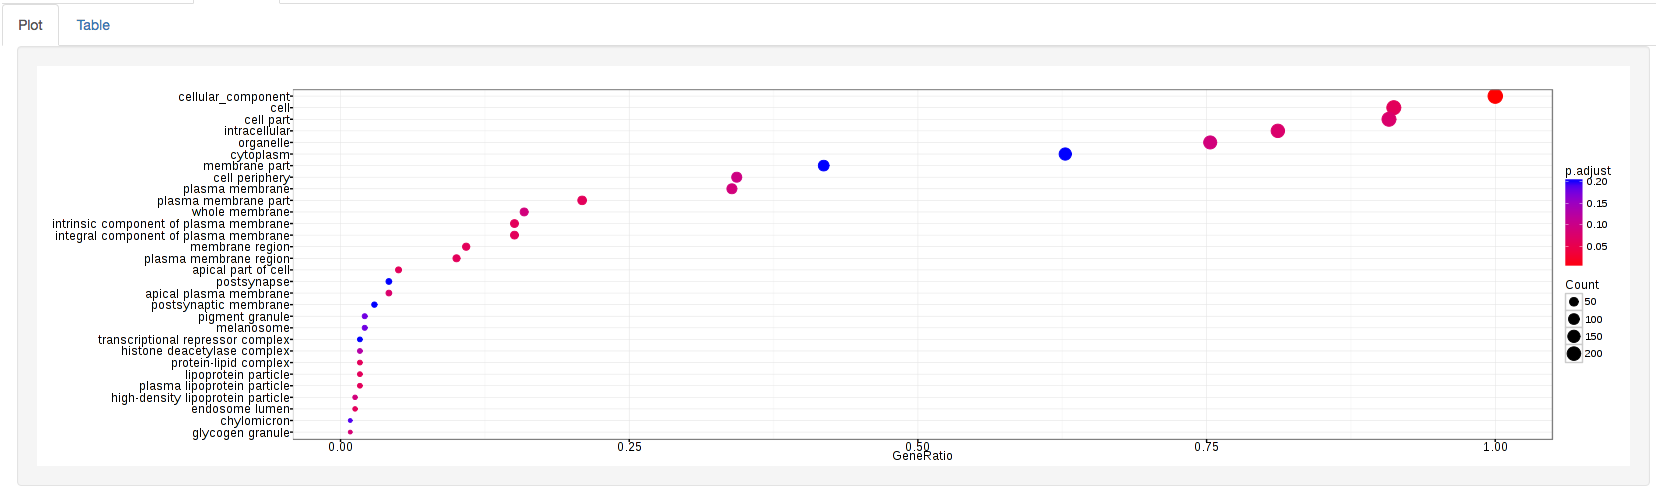 Plot
Table
cellular_component
cell
cell part
intracellular
organelle
cytoplasm
membrane part
cell periphery
plasma membrane
plasma membrane part
whole membrane
intrinsic component of plasma membrane
integral component of plasma membrane
membrane region
plasma membrane region
apical part of cell
postsynapse
apical plasma membrane
postsynaptic membrane
pigment granule
melanosome
transcriptional repressor complex
histone deacetylase complex
protein-lipid complex
lipoprotein particle
plasma lipoprotein particle
high-density lipoprotein particle
endosome lumen
chylomicron
glycogen granule
0.00 0.25 0.50 0.75 1.00
GeneRatio
p.adjust
0.20
0.15
0.10
0.05
Count
50
100
150
200